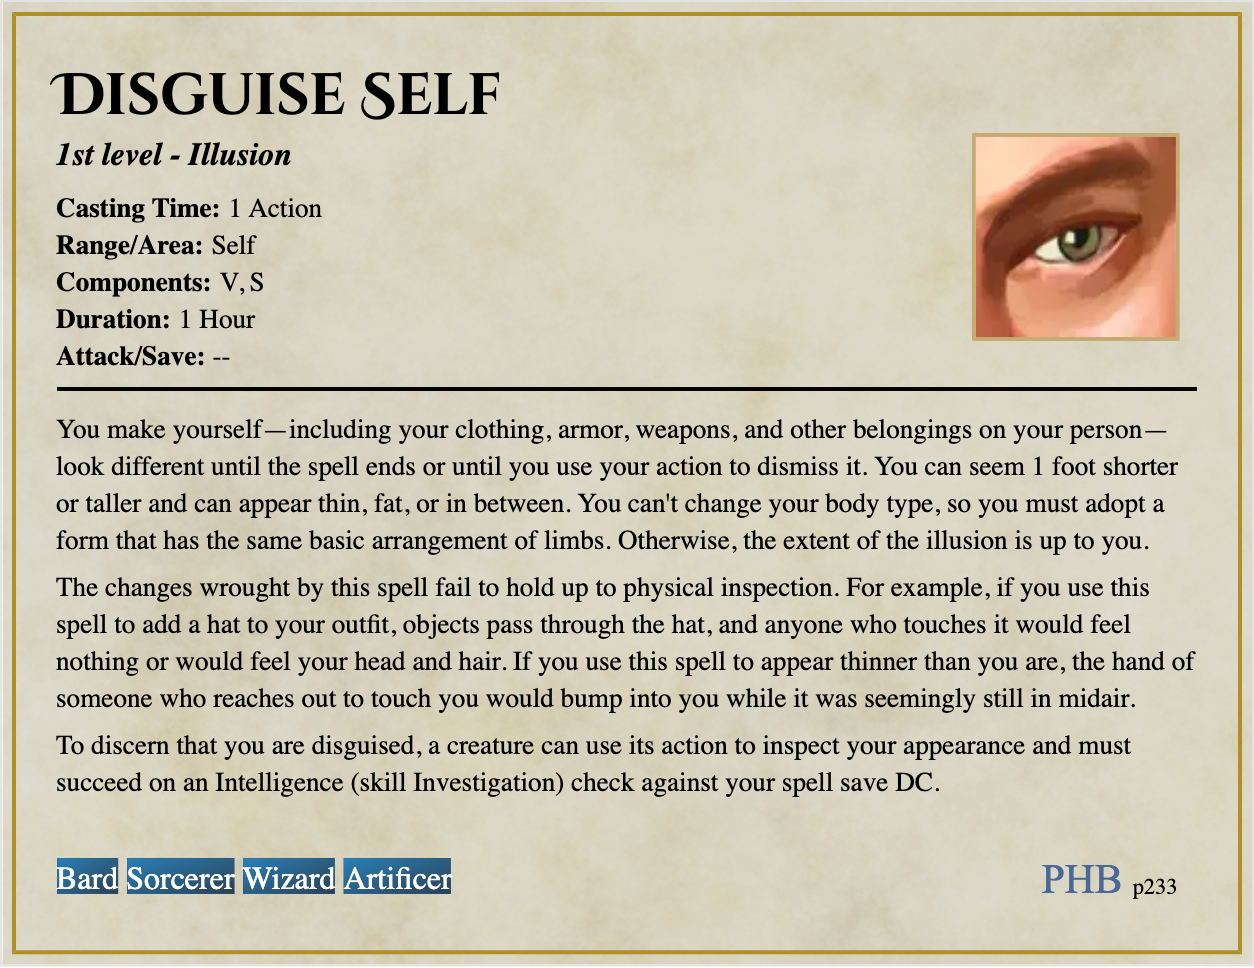 Disguise Self
1st level - Illusion
Casting Time: 1 Action
Range/Area: Self
Components: V, S
Duration: 1 Hour
Attack/Save: --
You make yourself—including your clothing, armor, weapons, and other belongings on your person—
look different until the spell ends or until you use your action to dismiss it. You can seem 1 foot shorter
or taller and can appear thin, fat, or in between. You can't change your body type, so you must adopt a
form that has the same basic arrangement of limbs. Otherwise, the extent of the illusion is up to you.
The changes wrought by this spell fail to hold up to physical inspection. For example, if you use this
spell to add a hat to your outfit, objects pass through the hat, and anyone who touches it would feel
nothing or would feel your head and hair. If you use this spell to appear thinner than you are, the hand of
someone who reaches out to touch you would bump into you while it was seemingly still in midair.
To discern that you are disguised, a creature can use its action to inspect your appearance and must
succeed on an Intelligence (skill Investigation) check against your spell save DC.
Bard Sorcerer Wizard Artificer
PHB p233